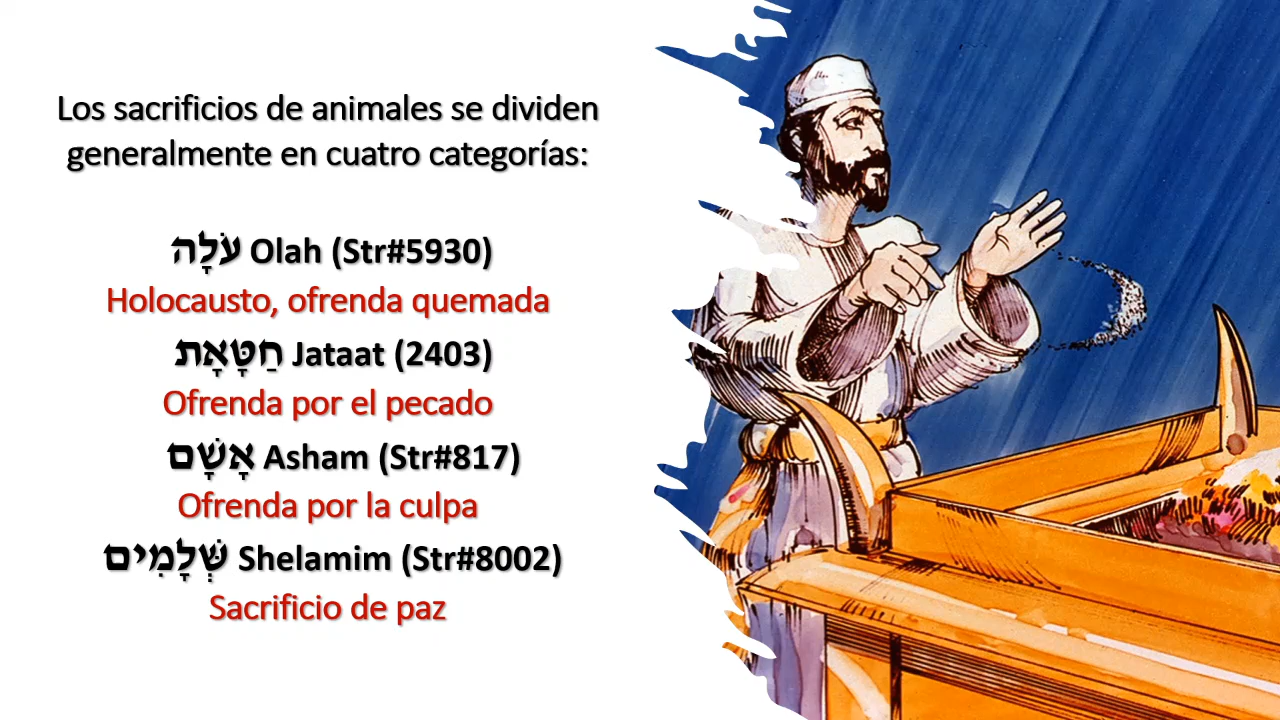 Los sacrificios de animales se dividen
generalmente en cuatro categorías:
עֹלָה Olah (Str#5930)
Holocausto, ofrenda quemada
חַטָּאָת Jataat (2403)
Ofrenda por el pecado
אָשָׁם Asham (Str#817)
Ofrenda por la culpa
שְּׁלָמִים Shelamim (Str#8002)
Sacrificio de paz